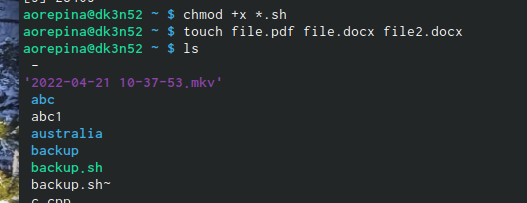 aorepina@dk3n52 ~ $ chmod +x *.sh
aorepina@dk3n52 ~ $ touch file.pdf file.docx file2.docx
aorepina@dk3n52 ~ $ ls
-
'2022-04-21 10-37-53.mkv'
abc
abc1
australia
backup
backup.sh
backup.sh~
c.cpp